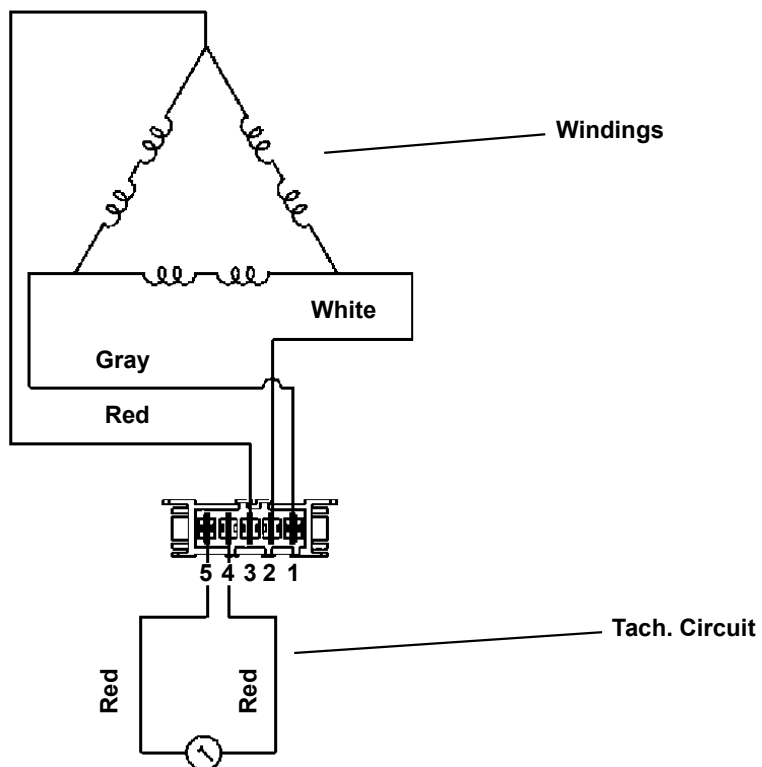 Windings
White
Gray
Red
5 4 3 2 1
Tach. Circuit
Red
Red